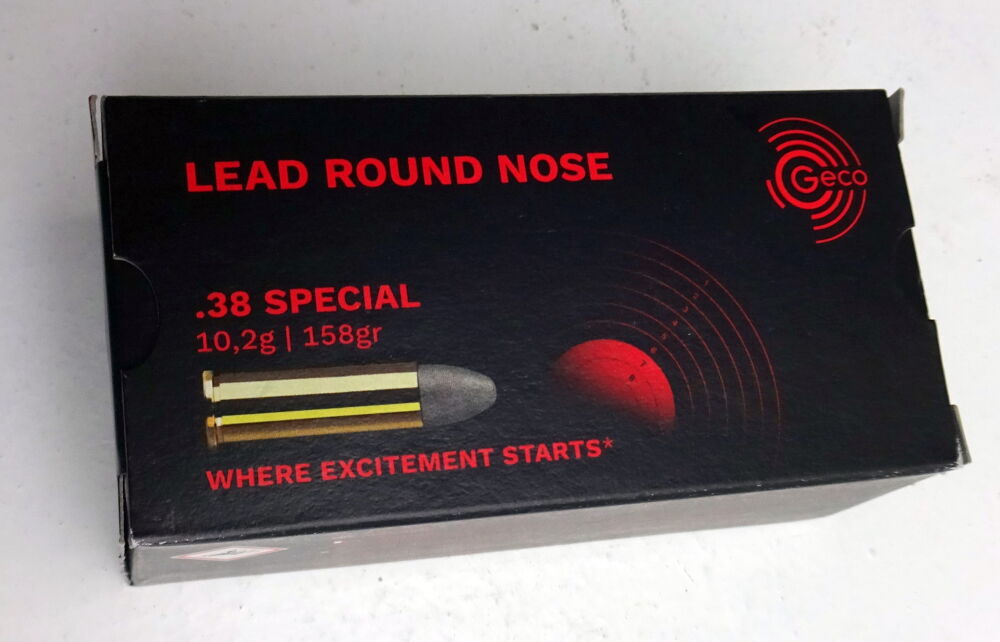 LEAD ROUND NOSE
Geco
.38 SPECIAL
10,2g | 158gr
WHERE EXCITEMENT STARTS*